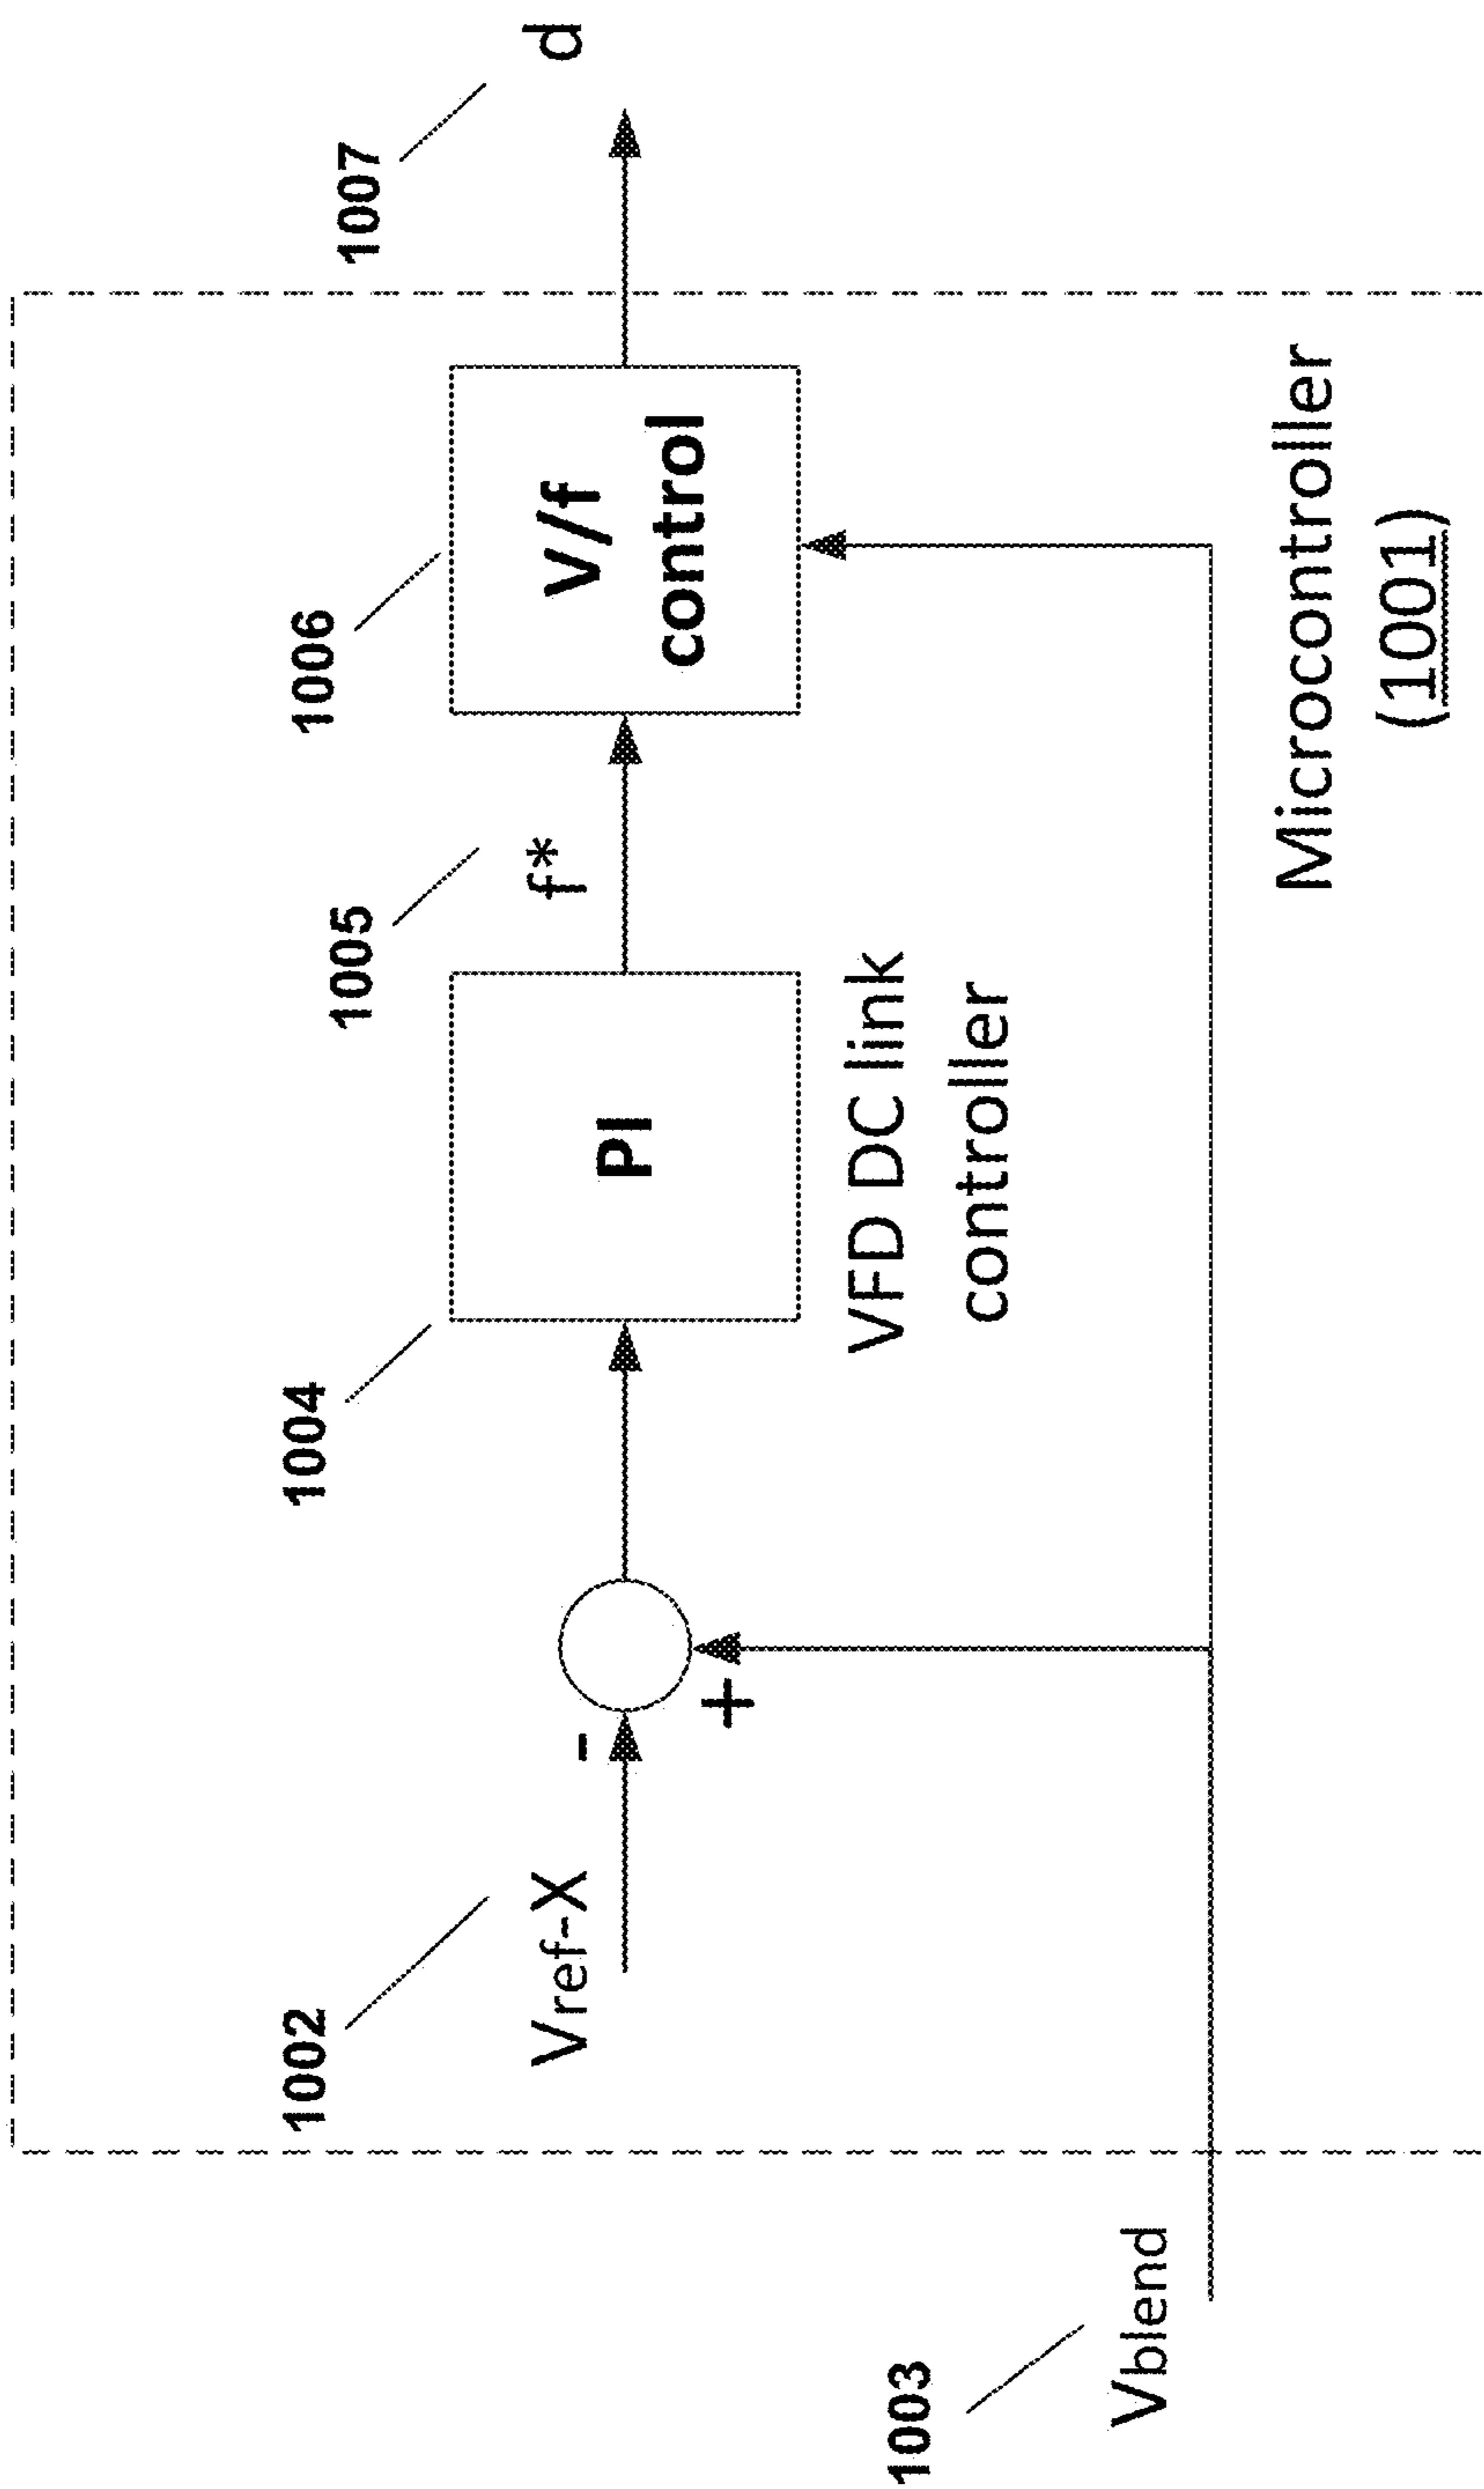 1002
Vref-X
-
+
1003
Vblend
1004
PI
VFD DC link
controller
1005
f*
1006
V/f
control
1007
d
Microcontroller
(1001)